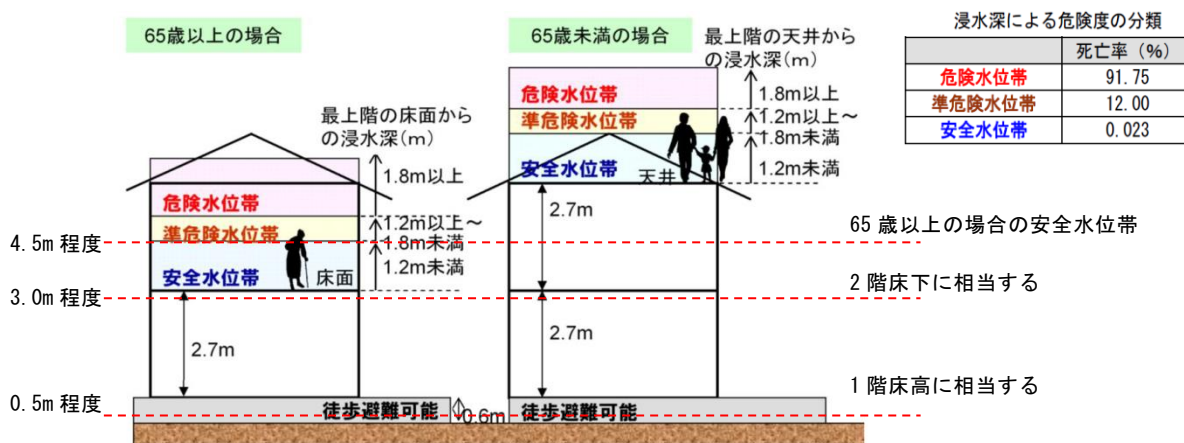 65歳以上の場合
65歳未満の場合
最上階の天井から
の浸水深(m)
浸水深による危険度の分類
死亡率（%）
危険水位帯
91.75
準危険水位帯
12.00
安全水位帯
0.023
最上階の床面から
の浸水深(m)
危険水位帯
1.8m以上
準危険水位帯
1.2m以上～
1.8m未満
安全水位帯
1.2m未満
天井
1.8m以上
危険水位帯
準危険水位帯
1.2m以上～
1.8m未満
安全水位帯
床面
1.2m未満
2.7m
2.7m
2.7m
4.5m 程度
65 歳以上の場合の安全水位帯
3.0m 程度
2 階床下に相当する
0.5m 程度
1 階床高に相当する
徒歩避難可能
0.6m
徒歩避難可能